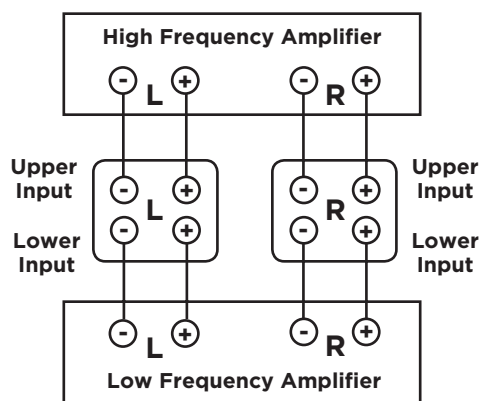 High Frequency Amplifier
- L + - R +
Upper
Input
- L + - R +
Upper
Input
Lower
Input
- + - +
Lower
Input
- L + - R +
Low Frequency Amplifier